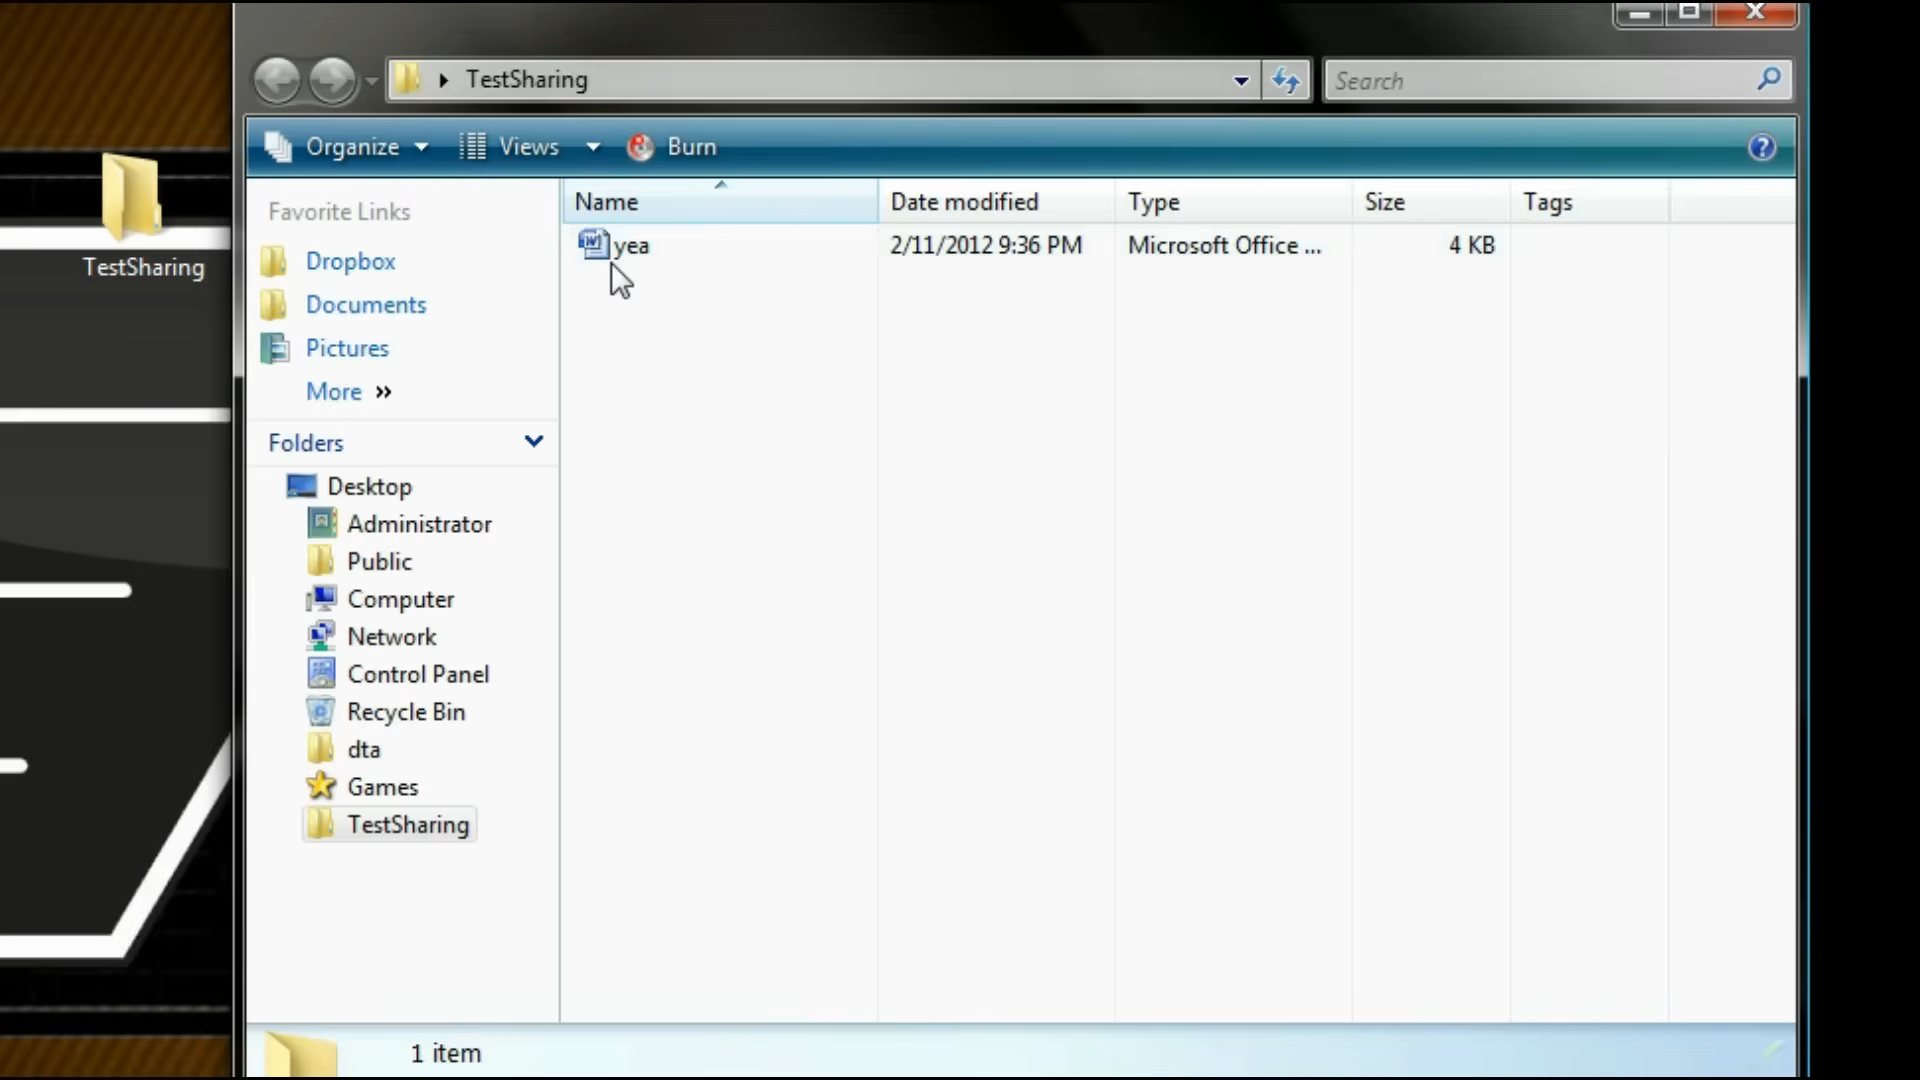 TestSharing
Search
Organize
Views
Burn
TestSharing
Favorite Links
Dropbox
Documents
Pictures
More »
Folders
Desktop
Administrator
Public
Computer
Network
Control Panel
Recycle Bin
dta
Games
TestSharing
Name Date modified Type Size Tags
yea 2/11/2012 9:36 PM Microsoft Office ... 4 KB
1 item